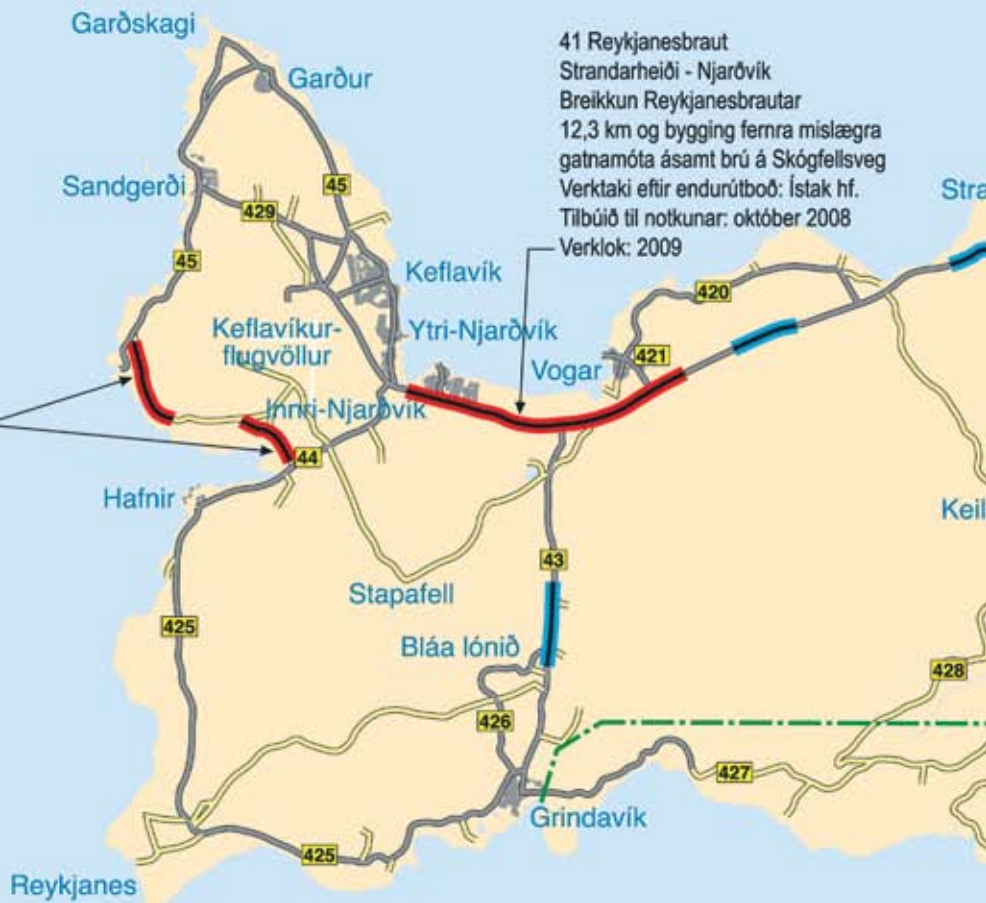 Garðskagi
Garður
41 Reykjanesbraut
Strandarheiði - Njarðvík
Breikkun Reykjanesbrautar
12,3 km og bygging fernra mislægra
gatnamóta ásamt brú á Skógfellsveg
Verktaki eftir endurútboð: Ístak hf.
Tilbúið til notkunar: október 2008
Verklok: 2009
Sandgerði
45
429
45
Stra
Keflavík
420
Keflavíkur-
flugvöllur
Ytri-Njarðvík
Vogar
421
Innri-Njarðvík
44
Hafnir
Keil
43
Stapafell
425
Bláa lónið
428
426
427
Grindavík
425
Reykjanes